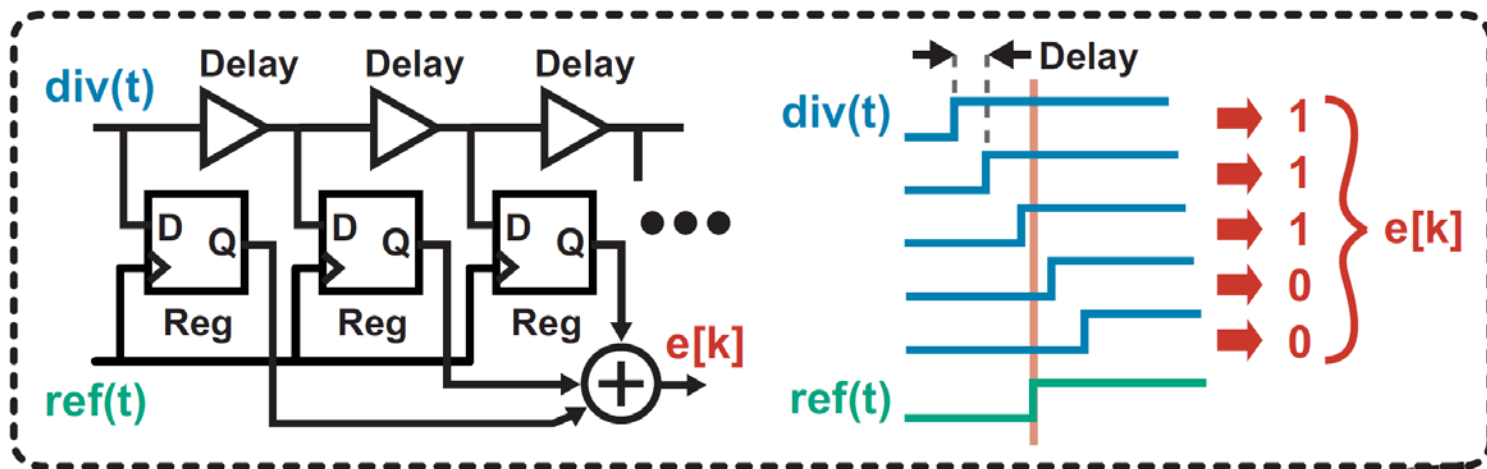 Delay Delay Delay
div(t)
D Q D Q D Q
Reg Reg Reg
e[k]
ref(t)
+
Delay
div(t)
1
1
1
0
0
e[k]
ref(t)